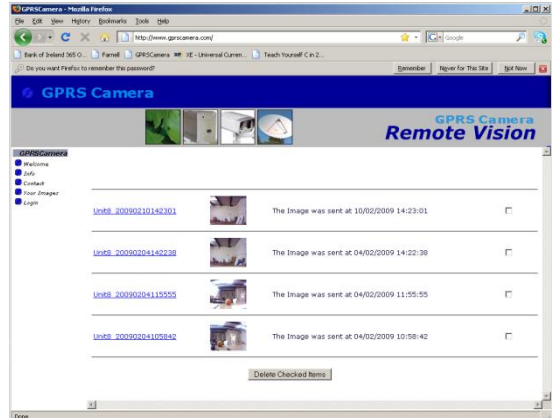 GPRSCamera - Mozilla Firefox
File Edit View History Bookmarks Tools Help
http://www.gprscamera.com/
Google
Bank of Ireland 365 O... Farnell GPRSCamera XE - Universal Curren... Teach Yourself C in 2...
Do you want Firefox to remember this password? Remember Never for This Site Not Now
GPRS Camera
GPRS Camera
Remote Vision
GPRSCamera
Welcome
Info
Contact
Your Images
Login
Unit8_20090210142301 The Image was sent at 10/02/2009 14:23:01
Unit8_20090204142238 The Image was sent at 04/02/2009 14:22:38
Unit8_20090204115555 The Image was sent at 04/02/2009 11:55:55
Unit8_20090204105842 The Image was sent at 04/02/2009 10:58:42
Delete Checked Items
Done